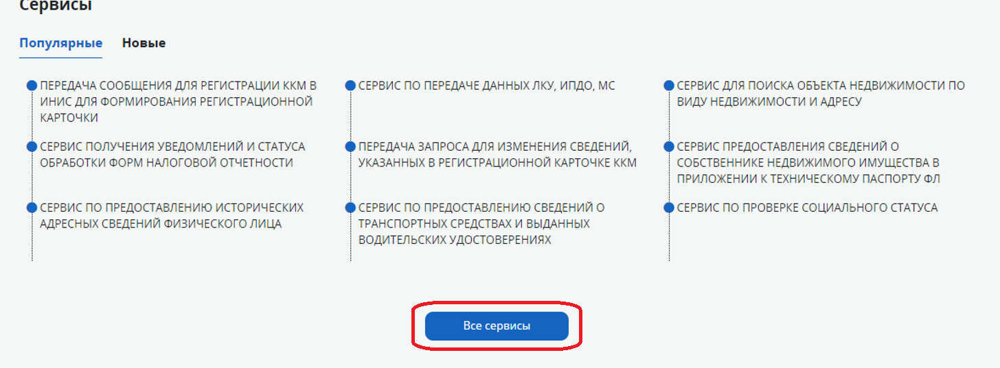 Сервисы
Популярные
Новые
ПЕРЕДАЧА СООБЩЕНИЯ ДЛЯ РЕГИСТРАЦИИ ККМ В
ИНИС ДЛЯ ФОРМИРОВАНИЯ РЕГИСТРАЦИОННОЙ
КАРТОЧКИ
СЕРВИС ПО ПЕРЕДАЧЕ ДАННЫХ ЛКУ, ИПДО, МС
СЕРВИС ДЛЯ ПОИСКА ОБЪЕКТА НЕДВИЖИМОСТИ ПО
ВИДУ НЕДВИЖИМОСТИ И АДРЕСУ
СЕРВИС ПОЛУЧЕНИЯ УВЕДОМЛЕНИЙ И СТАТУСА
ОБРАБОТКИ ФОРМ НАЛОГОВОЙ ОТЧЕТНОСТИ
ПЕРЕДАЧА ЗАПРОСА ДЛЯ ИЗМЕНЕНИЯ СВЕДЕНИЙ,
УКАЗАННЫХ В РЕГИСТРАЦИОННОЙ КАРТОЧКЕ ККМ
СЕРВИС ПРЕДОСТАВЛЕНИЯ СВЕДЕНИЙ О
СОБСТВЕННИКЕ НЕДВИЖИМОГО ИМУЩЕСТВА В
ПРИЛОЖЕНИИ К ТЕХНИЧЕСКОМУ ПАСПОРТУ ФЛ
СЕРВИС ПО ПРЕДОСТАВЛЕНИЮ ИСТОРИЧЕСКИХ
АДРЕСНЫХ СВЕДЕНИЙ ФИЗИЧЕСКОГО ЛИЦА
СЕРВИС ПО ПРЕДОСТАВЛЕНИЮ СВЕДЕНИЙ О
ТРАНСПОРТНЫХ СРЕДСТВАХ И ВЫДАННЫХ
ВОДИТЕЛЬСКИХ УДОСТОВЕРЕНИЯХ
СЕРВИС ПО ПРОВЕРКЕ СОЦИАЛЬНОГО СТАТУСА
Все сервисы